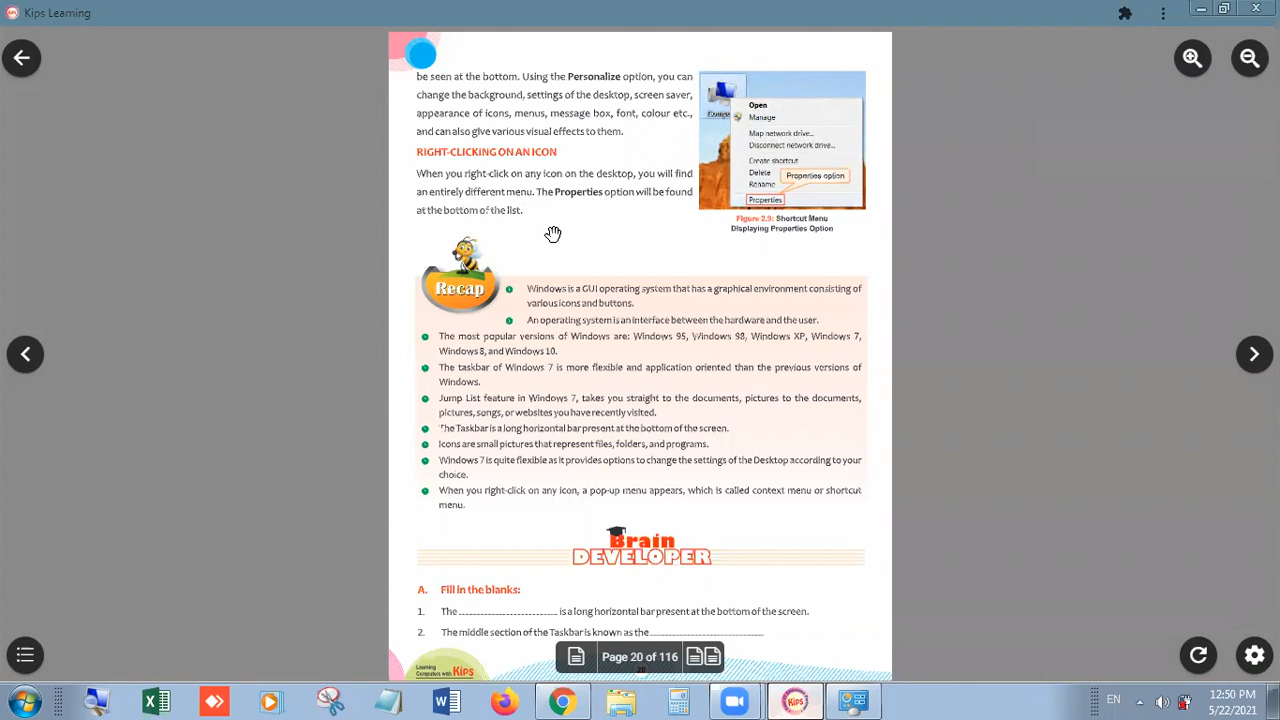 Kips Learning
be seen at the bottom. Using the Personalize option, you can
change the background, settings of the desktop, screen saver,
appearance of icons, menus, message box, font, colour etc.,
and can also give various visual effects to them.
RIGHT-CLICKING ON AN ICON
When you right-click on any icon on the desktop, you will find
an entirely different menu. The Properties option will be found
at the bottom of the list.
Open
Manage
Map network drive...
Disconnect network drive...
Create shortcut
Delete
Rename
Properties option
Properties
Figure 2.9: Shortcut Menu
Displaying Properties Option
Recap
Windows is a GUI operating system that has a graphical environment consisting of
various icons and buttons.
An operating system is an interface between the hardware and the user.
The most popular versions of Windows are: Windows 95, Windows 98, Windows XP, Windows 7,
Windows 8, and Windows 10.
The taskbar of Windows 7 is more flexible and application oriented than the previous versions of
Windows.
Jump List feature in Windows 7, takes you straight to the documents, pictures to the documents,
pictures, songs, or websites you have recently visited.
The Taskbar is a long horizontal bar present at the bottom of the screen.
Icons are small pictures that represent files, folders, and programs.
Windows 7 is quite flexible as it provides options to change the settings of the Desktop according to your
choice.
When you right-click on any icon, a pop-up menu appears, which is called context menu or shortcut
menu.
Brain
DEVELOPER
A. Fill in the blanks:
1. The ______ is a long horizontal bar present at the bottom of the screen.
2. The middle section of the Taskbar is known as the ______
Learning
Computers with Kips
Page 20 of 116
20
EN
12:50 PM
5/22/2021